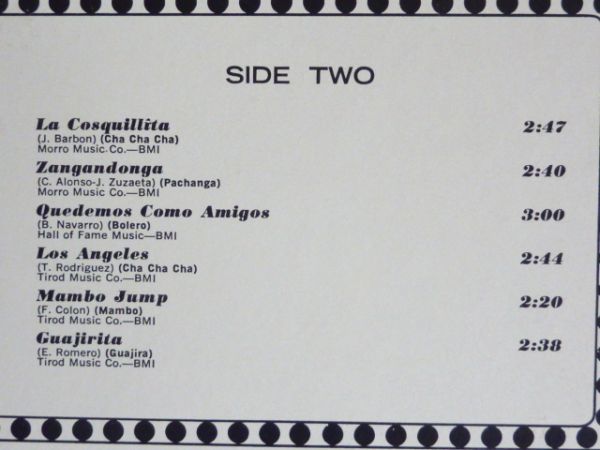 SIDE TWO
La Cosquillita 2:47
(J. Barbon) (Cha Cha Cha)
Morro Music Co.—BMI
Zangandonga 2:40
(C. Alonso-J. Zuzaeta) (Pachanga)
Morro Music Co.—BMI
Quedemos Como Amigos 3:00
(B. Navarro) (Bolero)
Hall of Fame Music—BMI
Los Angeles 2:44
(T. Rodriguez) (Cha Cha Cha)
Tirod Music Co.—BMI
Mambo Jump 2:20
(F. Colon) (Mambo)
Tirod Music Co.—BMI
Guajirita 2:38
(E. Romero) (Guajira)
Tirod Music Co.—BMI